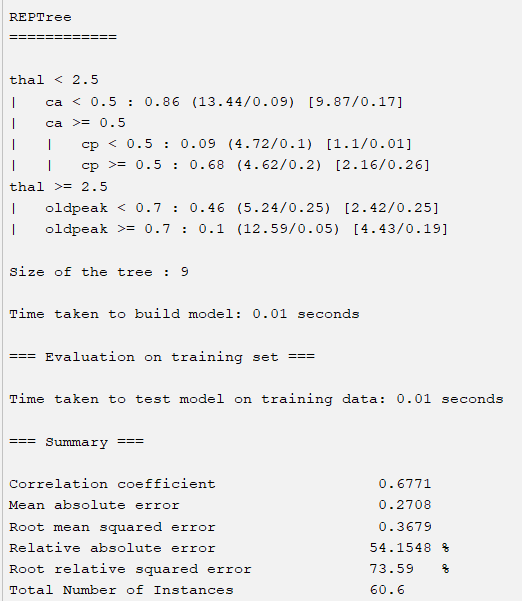 REPTree
============
thal < 2.5
|   ca < 0.5 : 0.86 (13.44/0.09) [9.87/0.17]
|   ca >= 0.5
|   |   cp < 0.5 : 0.09 (4.72/0.1) [1.1/0.01]
|   |   cp >= 0.5 : 0.68 (4.62/0.2) [2.16/0.26]
thal >= 2.5
|   oldpeak < 0.7 : 0.46 (5.24/0.25) [2.42/0.25]
|   oldpeak >= 0.7 : 0.1 (12.59/0.05) [4.43/0.19]
Size of the tree : 9
Time taken to build model: 0.01 seconds
=== Evaluation on training set ===
Time taken to test model on training data: 0.01 seconds
=== Summary ===
Correlation coefficient                  0.6771
Mean absolute error                      0.2708
Root mean squared error                  0.3679
Relative absolute error                 54.1548 %
Root relative squared error             73.59   %
Total Number of Instances               60.6